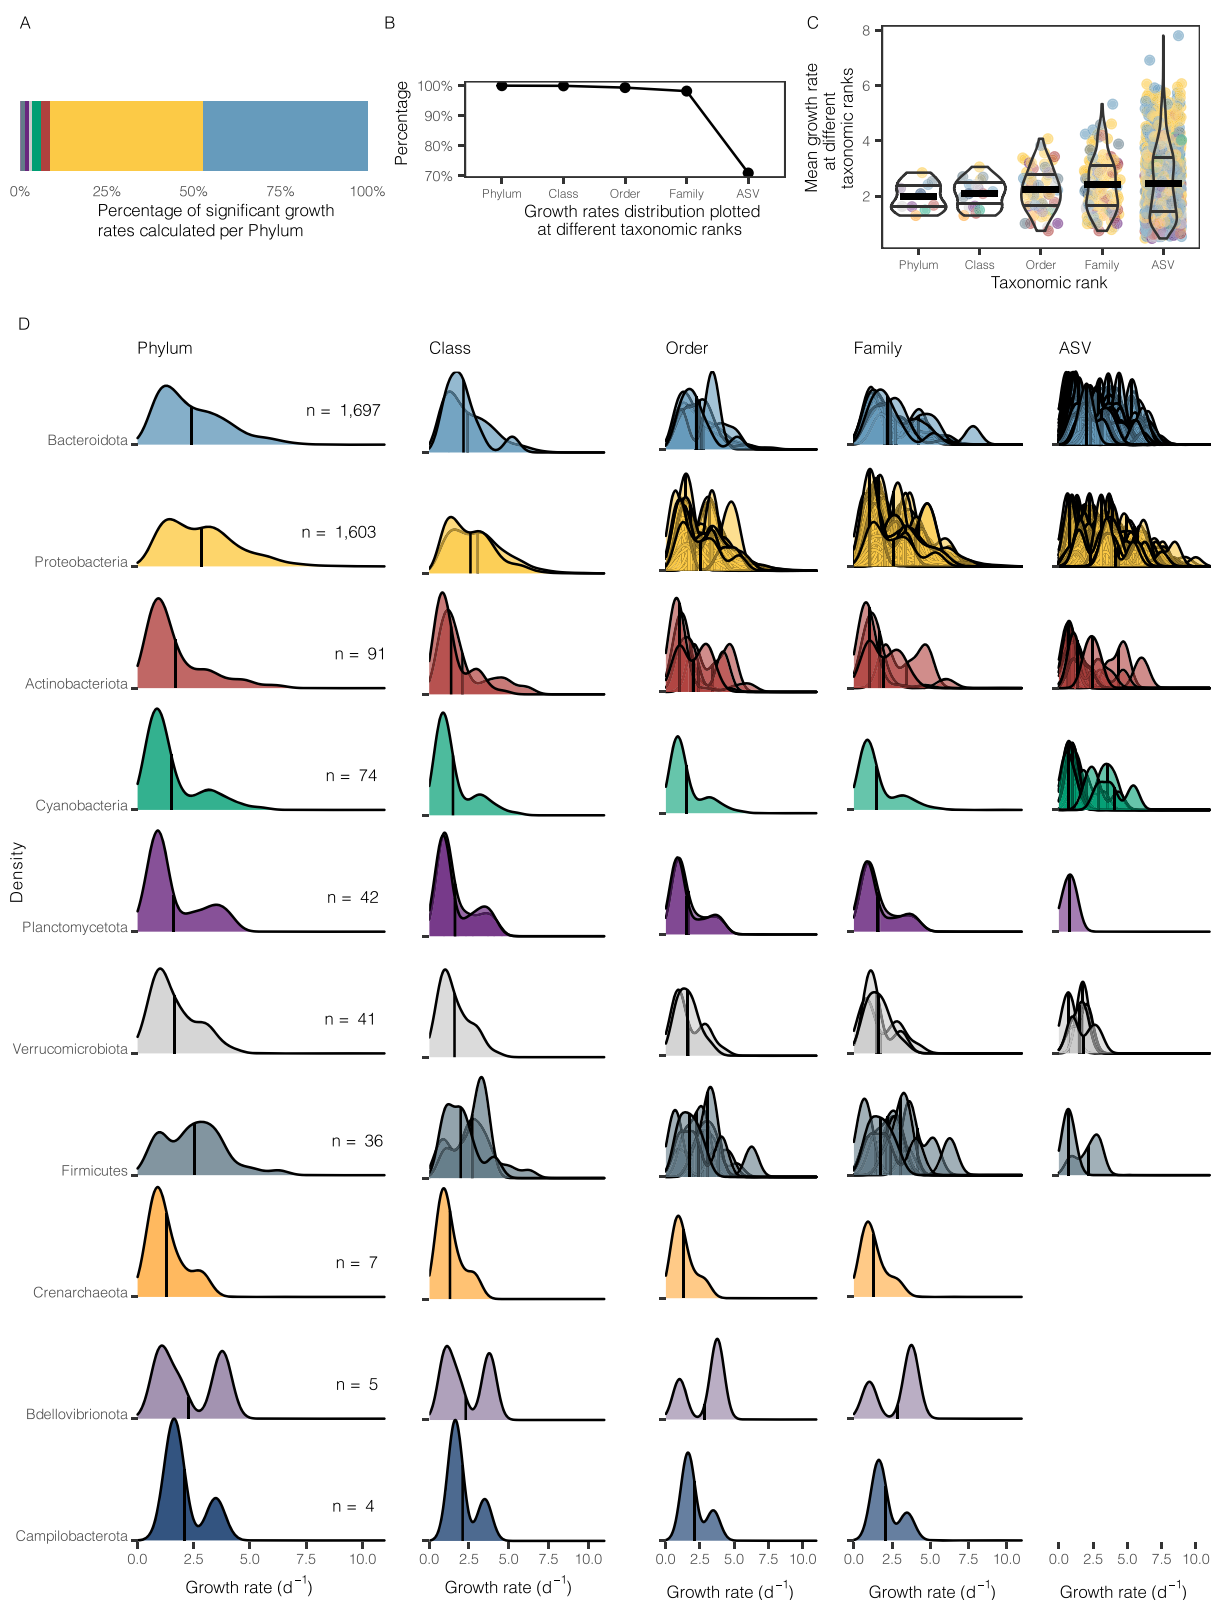 A
0%
25%
50%
75%
100%
Percentage of significant growth
rates calculated per Phylum
B
Percentage
100%
90%
80%
70%
Phylum
Class
Order
Family
ASV
Growth rates distribution plotted
at different taxonomic ranks
C
Mean growth rate
at different
taxonomic ranks
8
6
4
2
Phylum
Class
Order
Family
ASV
Taxonomic rank
D
Phylum
Class
Order
Family
ASV
Density
Bacteroidota
n = 1,697
Proteobacteria
n = 1,603
Actinobacteriota
n = 91
Cyanobacteria
n = 74
Planctomycetota
n = 42
Verrucomicrobiota
n = 41
Firmicutes
n = 36
Crenarchaeota
n = 7
Bdellovibrionota
n = 5
Campilobacterota
n = 4
0.0 2.5 5.0 7.5 10.0
0.0 2.5 5.0 7.5 10.0
0.0 2.5 5.0 7.5 10.0
0.0 2.5 5.0 7.5 10.0
0.0 2.5 5.0 7.5 10.0
Growth rate (d⁻¹)
Growth rate (d⁻¹)
Growth rate (d⁻¹)
Growth rate (d⁻¹)
Growth rate (d⁻¹)